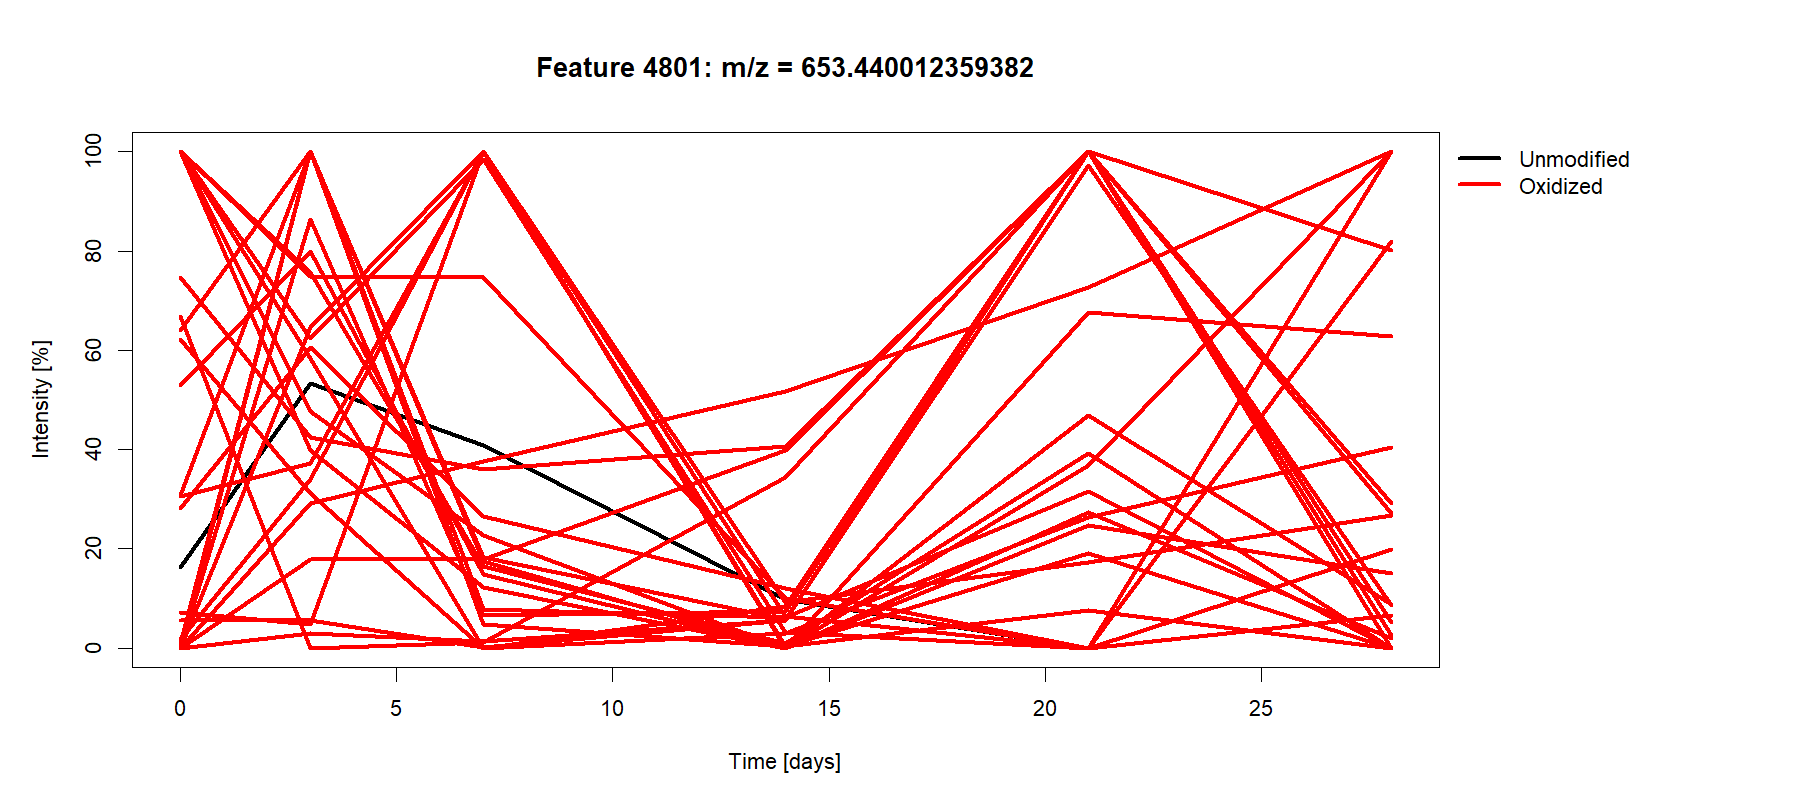 Feature 4801: m/z = 653.440012359382
Unmodified
Oxidized
Intensity [%]
100
80
60
40
20
0
0 5 10 15 20 25
Time [days]